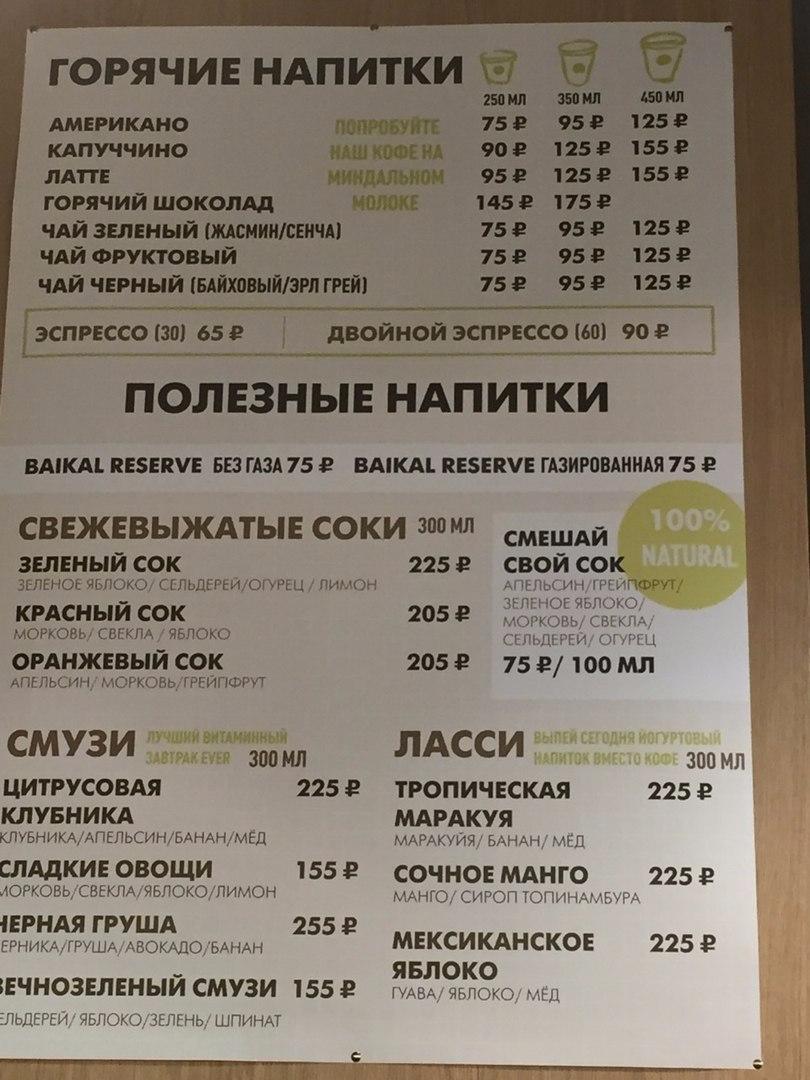 ГОРЯЧИЕ НАПИТКИ
250 МЛ 350 МЛ 450 МЛ
АМЕРИКАНО 75 ₽ 95 ₽ 125 ₽
КАПУЧЧИНО 90 ₽ 125 ₽ 155 ₽
ЛАТТЕ 95 ₽ 125 ₽ 155 ₽
ГОРЯЧИЙ ШОКОЛАД 145 ₽ 175 ₽
ПОПРОБУЙТЕ
НАШ КОФЕ НА
МИНДАЛЬНОМ
МОЛОКЕ
ЧАЙ ЗЕЛЕНЫЙ (ЖАСМИН/СЕНЧА) 75 ₽ 95 ₽ 125 ₽
ЧАЙ ФРУКТОВЫЙ 75 ₽ 95 ₽ 125 ₽
ЧАЙ ЧЕРНЫЙ (БАЙХОВЫЙ/ЭРЛ ГРЕЙ) 75 ₽ 95 ₽ 125 ₽
ЭСПРЕССО (30) 65 ₽ ДВОЙНОЙ ЭСПРЕССО (60) 90 ₽
ПОЛЕЗНЫЕ НАПИТКИ
BAIKAL RESERVE БЕЗ ГАЗА 75 ₽ BAIKAL RESERVE ГАЗИРОВАННАЯ 75 ₽
СВЕЖЕВЫЖАТЫЕ СОКИ 300 МЛ
ЗЕЛЕНЫЙ СОК 225 ₽
ЗЕЛЕНОЕ ЯБЛОКО/ СЕЛЬДЕРЕЙ/ОГУРЕЦ / ЛИМОН
КРАСНЫЙ СОК 205 ₽
МОРКОВЬ/ СВЕКЛА / ЯБЛОКО
ОРАНЖЕВЫЙ СОК 205 ₽
АПЕЛЬСИН/ МОРКОВЬ/ГРЕЙПФРУТ
100%
NATURAL
СМЕШАЙ
СВОЙ СОК
АПЕЛЬСИН/ГРЕЙПФРУТ/
ЗЕЛЕНОЕ ЯБЛОКО/
МОРКОВЬ/ СВЕКЛА/
СЕЛЬДЕРЕЙ/ ОГУРЕЦ
75 ₽/ 100 МЛ
СМУЗИ ЛУЧШИЙ ВИТАМИННЫЙ
ЗАВТРАК EVER 300 МЛ
ЦИТРУСОВАЯ 225 ₽
КЛУБНИКА
КЛУБНИКА/АПЕЛЬСИН/БАНАН/МЁД
СЛАДКИЕ ОВОЩИ 155 ₽
МОРКОВЬ/СВЕКЛА/ЯБЛОКО/ЛИМОН
ЧЕРНАЯ ГРУША 255 ₽
ЕРНИКА/ГРУША/АВОКАДО/БАНАН
ВЕЧНОЗЕЛЕНЫЙ СМУЗИ 155 ₽
ЕЛЬДЕРЕЙ/ ЯБЛОКО/ЗЕЛЕНЬ/ ШПИНАТ
ЛАССИ ВЫПЕЙ СЕГОДНЯ ЙОГУРТОВЫЙ
НАПИТОК ВМЕСТО КОФЕ 300 МЛ
ТРОПИЧЕСКАЯ 225 ₽
МАРАКУЯ
МАРАКУЙЯ/ БАНАН/ МЁД
СОЧНОЕ МАНГО 225 ₽
МАНГО/ СИРОП ТОПИНАМБУРА
МЕКСИКАНСКОЕ 225 ₽
ЯБЛОКО
ГУАВА/ ЯБЛОКО/ МЁД